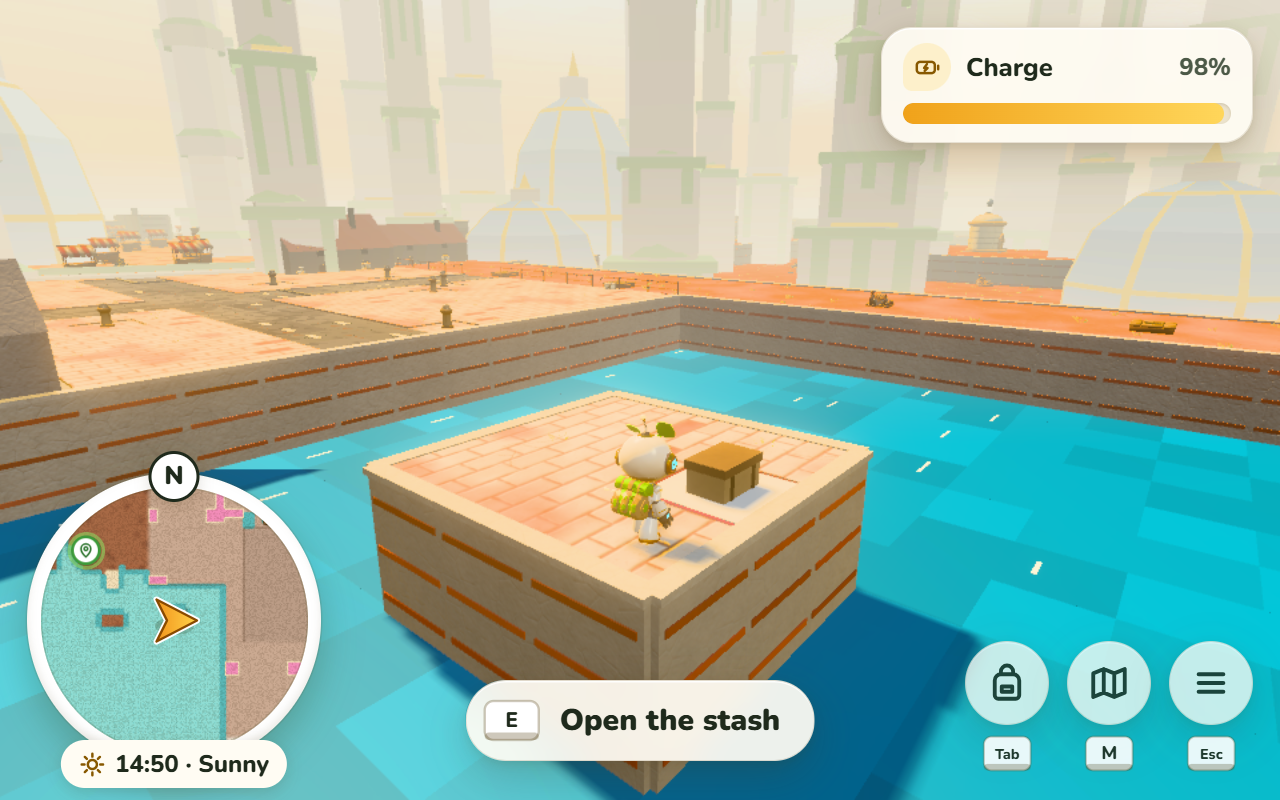 Charge 98%
N
14:50 · Sunny
E Open the stash
Tab M Esc